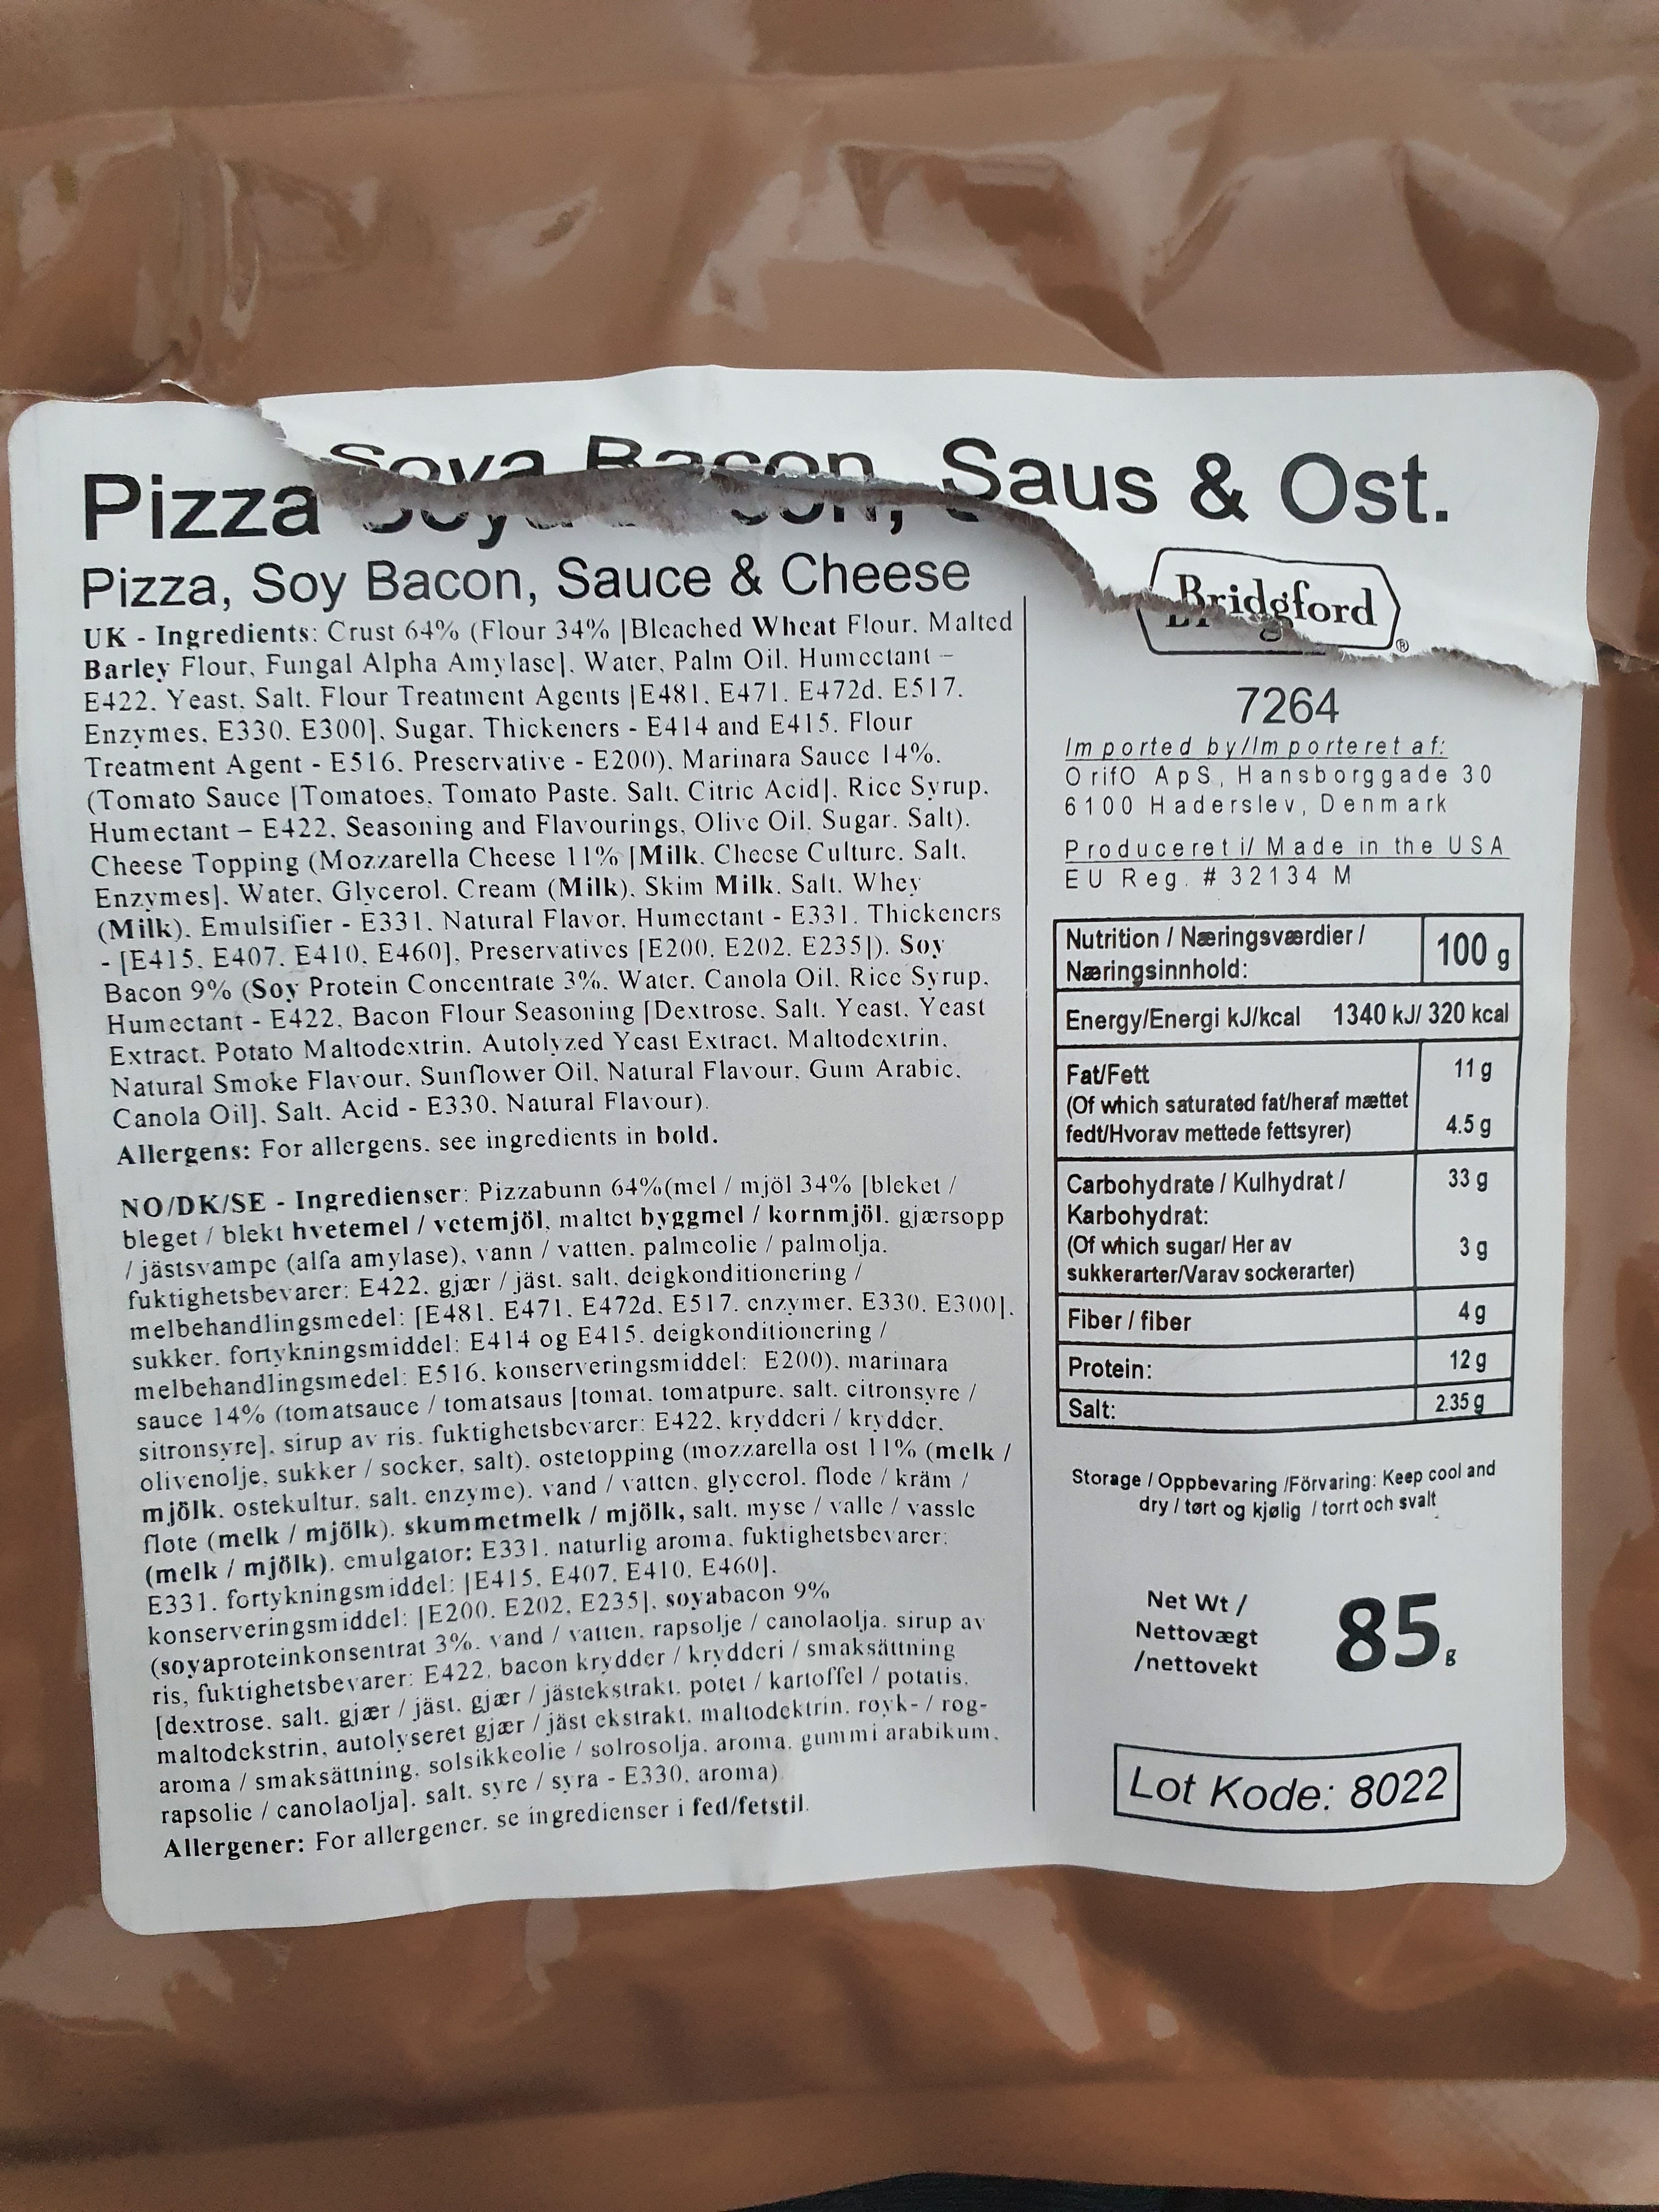 Pizza Soya Bacon, Saus & Ost.
Pizza, Soy Bacon, Sauce & Cheese
UK - Ingredients: Crust 64% (Flour 34% [Bleached Wheat Flour, Malted
Barley Flour, Fungal Alpha Amylase], Water, Palm Oil, Humectant –
E422, Yeast, Salt, Flour Treatment Agents [E481, E471, E472d, E517,
Enzymes, E330, E300], Sugar, Thickeners - E414 and E415, Flour
Treatment Agent - E516, Preservative - E200), Marinara Sauce 14%,
(Tomato Sauce [Tomatoes, Tomato Paste, Salt, Citric Acid], Rice Syrup,
Humectant – E422, Seasoning and Flavourings, Olive Oil, Sugar, Salt),
Cheese Topping (Mozzarella Cheese 11% [Milk, Cheese Culture, Salt,
Enzymes], Water, Glycerol, Cream (Milk), Skim Milk, Salt, Whey
(Milk), Emulsifier - E331, Natural Flavor, Humectant - E331, Thickeners
- [E415, E407, E410, E460], Preservatives [E200, E202, E235]), Soy
Bacon 9% (Soy Protein Concentrate 3%, Water, Canola Oil, Rice Syrup,
Humectant - E422, Bacon Flour Seasoning [Dextrose, Salt, Yeast, Yeast
Extract, Potato Maltodextrin, Autolyzed Yeast Extract, Maltodextrin,
Natural Smoke Flavour, Sunflower Oil, Natural Flavour, Gum Arabic,
Canola Oil], Salt, Acid - E330, Natural Flavour).
Allergens: For allergens, see ingredients in bold.
NO/DK/SE - Ingredienser: Pizzabunn 64%(mel / mjöl 34% [bleket /
bleget / blekt hvetemel / vetemjöl, maltet byggmel / kornmjöl, gjærsopp
/ jästsvampe (alfa amylase), vann / vatten, palmeolie / palmolja,
fuktighetsbevarer: E422, gjær / jäst, salt, deigkonditionering /
melbehandlingsmedel: [E481, E471, E472d, E517, enzymer, E330, E300],
sukker, fortykningsmiddel: E414 og E415, deigkonditionering /
melbehandlingsmedel: E516, konserveringsmiddel: E200), marinara
sauce 14% (tomatsauce / tomatsaus [tomat, tomatpure, salt, citronsyre /
sitronsyre], sirup av ris, fuktighetsbevarer: E422, krydderi / krydder,
olivenolje, sukker / socker, salt), ostetopping (mozzarella ost 11% (melk /
mjölk, ostekultur, salt, enzyme), vand / vatten, glycerol, flode / kräm /
flote (melk / mjölk), skummetmelk / mjölk, salt, myse / valle / vassle
(melk / mjölk), emulgator: E331, naturlig aroma, fuktighetsbevarer:
E331, fortykningsmiddel: [E415, E407, E410, E460],
konserveringsmiddel: [E200, E202, E235], soyabacon 9%
(soyaproteinkonsentrat 3%, vand / vatten, rapsolje / canolaolja, sirup av
ris, fuktighetsbevarer: E422, bacon krydder / krydderi / smaksättning
[dextrose, salt, gjær / jäst, gjær / jästekstrakt, potet / kartoffel / potatis,
maltodekstrin, autolyseret gjær / jäst ekstrakt, maltodektrin, royk- / rog-
aroma / smaksättning, solsikkeolie / solrosolja, aroma, gummi arabikum,
rapsolie / canolaolja], salt, syre / syra - E330, aroma)
Allergener: For allergener, se ingredienser i fed/fetstil.
Bridgford ®
7264
Imported by/Importeret af:
OrifO ApS, Hansborggade 30
6100 Haderslev, Denmark
Produceret i/ Made in the USA
EU Reg. # 32134 M
Nutrition / Næringsværdier / 100 g
Næringsinnhold:
Energy/Energi kJ/kcal 1340 kJ/ 320 kcal
Fat/Fett 11 g
(Of which saturated fat/heraf mættet
fedt/Hvorav mettede fettsyrer) 4.5 g
Carbohydrate / Kulhydrat / 33 g
Karbohydrat:
(Of which sugar/ Her av 3 g
sukkerarter/Varav sockerarter)
Fiber / fiber 4 g
Protein: 12 g
Salt: 2.35 g
Storage / Oppbevaring /Förvaring: Keep cool and
dry / tørt og kjølig / torrt och svalt
Net Wt /
Nettovægt
/nettovekt
85g
Lot Kode: 8022